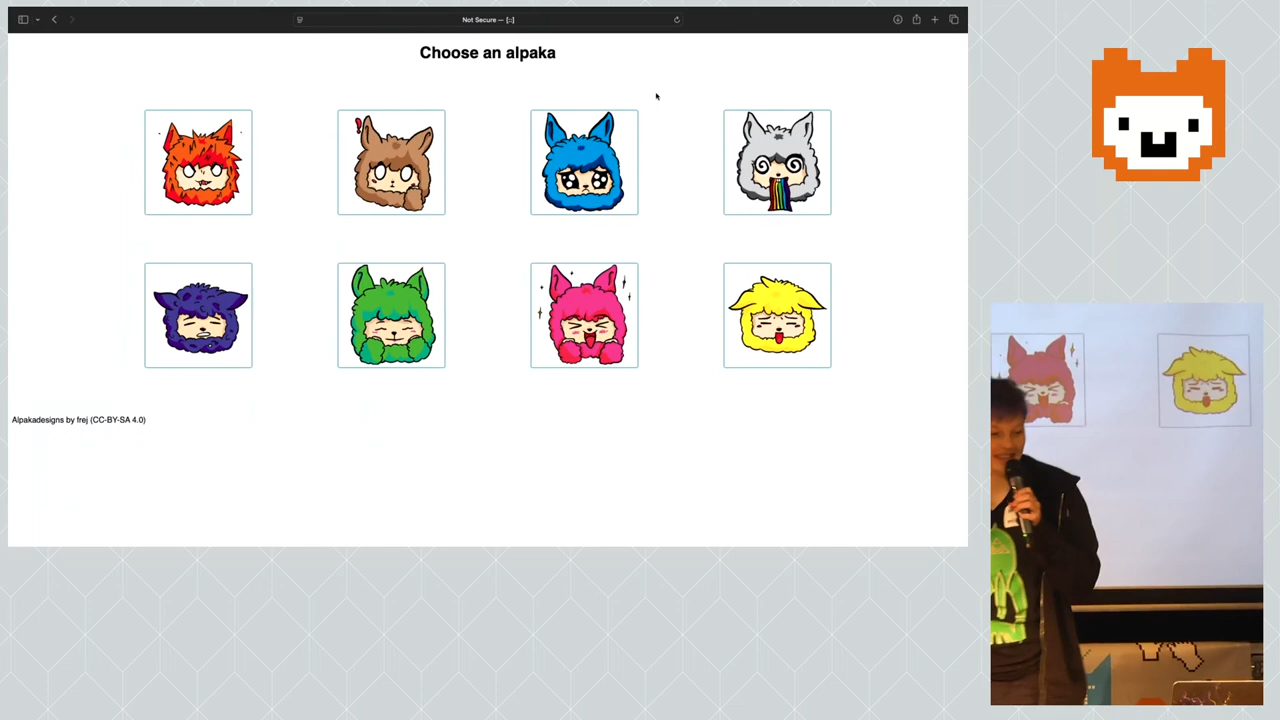 Not Secure — [::]
Choose an alpaka
Alpakadesigns by frej (CC-BY-SA 4.0)